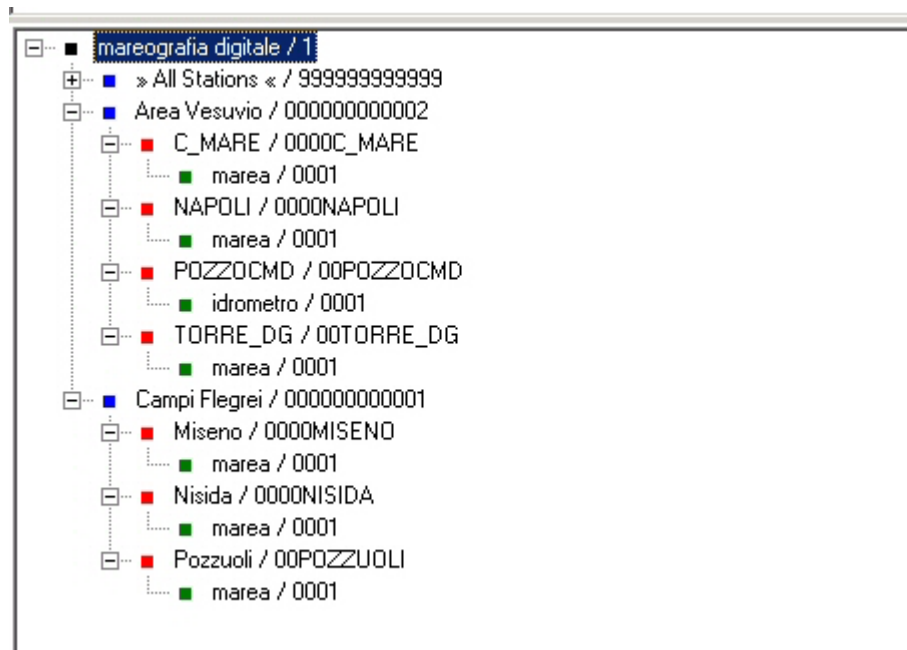 mareografia digitale / 1
» All Stations « / 999999999999
Area Vesuvio / 000000000002
C_MARE / 0000C_MARE
marea / 0001
NAPOLI / 0000NAPOLI
marea / 0001
POZZOCMD / 00POZZOCMD
idrometro / 0001
TORRE_DG / 00TORRE_DG
marea / 0001
Campi Flegrei / 000000000001
Miseno / 0000MISENO
marea / 0001
Nisida / 0000NISIDA
marea / 0001
Pozzuoli / 00POZZUOLI
marea / 0001